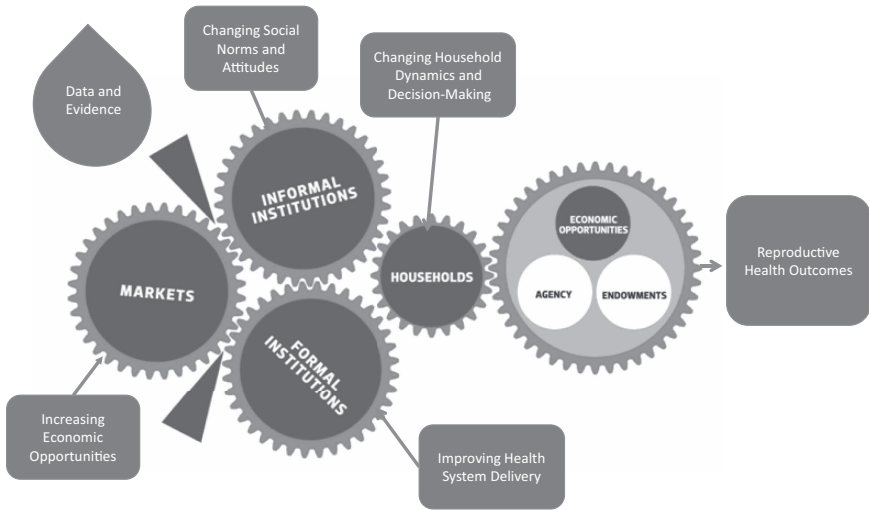 Changing Social
Norms and
Attitudes
Changing Household
Dynamics and
Decision-Making
Data and
Evidence
INFORMAL
INSTITUTIONS
ECONOMIC
OPPORTUNITIES
Reproductive
Health Outcomes
MARKETS
HOUSEHOLDS
AGENCY
ENDOWMENTS
FORMAL
INSTITUTIONS
Increasing
Economic
Opportunities
Improving Health
System Delivery